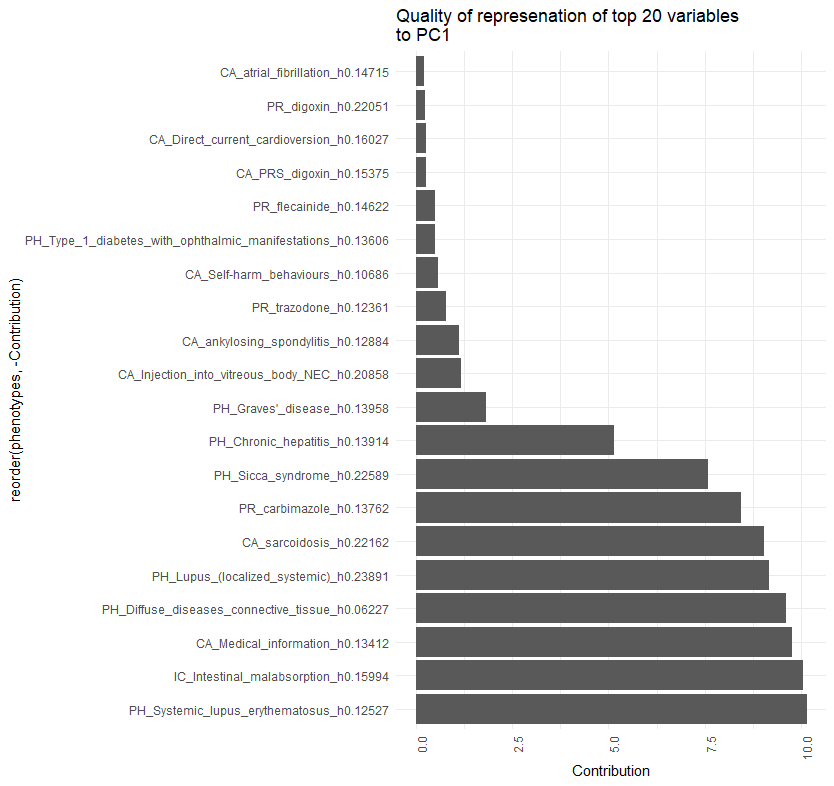 Quality of represenation of top 20 variables
to PC1
reorder(phenotypes, -Contribution)
CA_atrial_fibrillation_h0.14715
PR_digoxin_h0.22051
CA_Direct_current_cardioversion_h0.16027
CA_PRS_digoxin_h0.15375
PR_flecainide_h0.14622
PH_Type_1_diabetes_with_ophthalmic_manifestations_h0.13606
CA_Self-harm_behaviours_h0.10686
PR_trazodone_h0.12361
CA_ankylosing_spondylitis_h0.12884
CA_Injection_into_vitreous_body_NEC_h0.20858
PH_Graves'_disease_h0.13958
PH_Chronic_hepatitis_h0.13914
PH_Sicca_syndrome_h0.22589
PR_carbimazole_h0.13762
CA_sarcoidosis_h0.22162
PH_Lupus_(localized_systemic)_h0.23891
PH_Diffuse_diseases_connective_tissue_h0.06227
CA_Medical_information_h0.13412
IC_Intestinal_malabsorption_h0.15994
PH_Systemic_lupus_erythematosus_h0.12527
0.0
2.5
5.0
7.5
10.0
Contribution